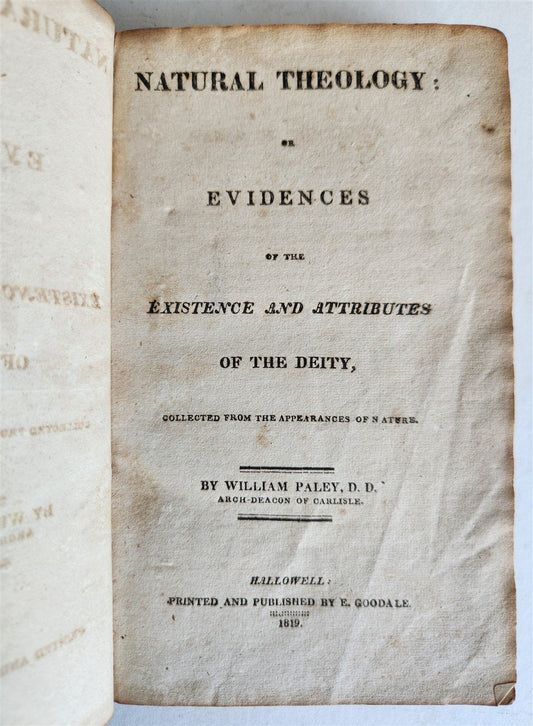 NATURAL THEOLOGY:
OR
EVIDENCES
OF THE
EXISTENCE AND ATTRIBUTES
OF THE DEITY,
COLLECTED FROM THE APPEARANCES OF NATURE.
BY WILLIAM PALEY, D. D.
ARCH-DEACON OF CARLISLE.
HALLOWELL:
PRINTED AND PUBLISHED BY E. GOODALE.
1819.